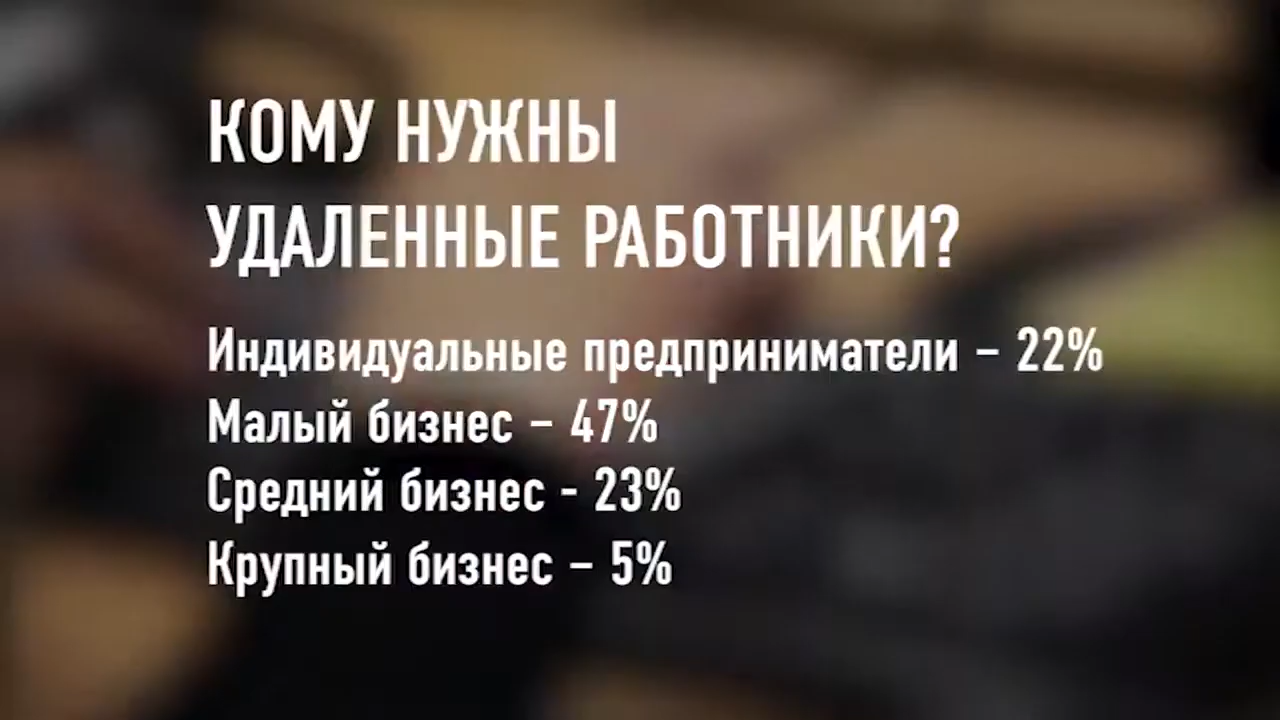 КОМУ НУЖНЫ
УДАЛЕННЫЕ РАБОТНИКИ?
Индивидуальные предприниматели – 22%
Малый бизнес – 47%
Средний бизнес - 23%
Крупный бизнес – 5%